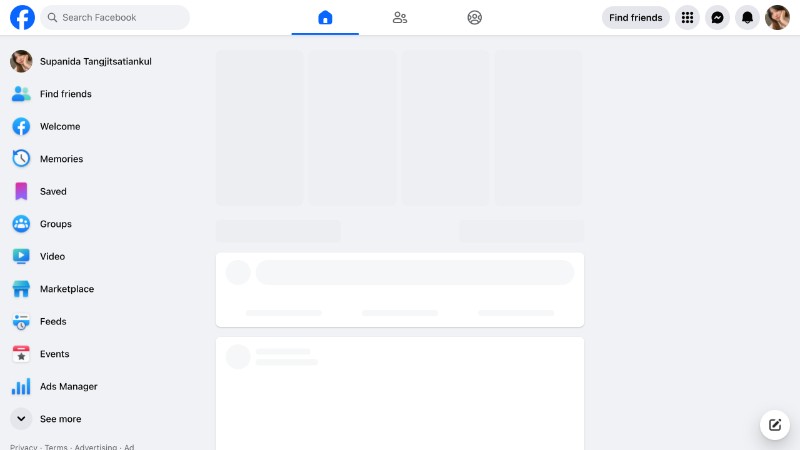 Search Facebook
Find friends
Supanida Tangjitsatiankul
Find friends
Welcome
Memories
Saved
Groups
Video
Marketplace
Feeds
Events
Ads Manager
See more
Privacy · Terms · Advertising · Ad